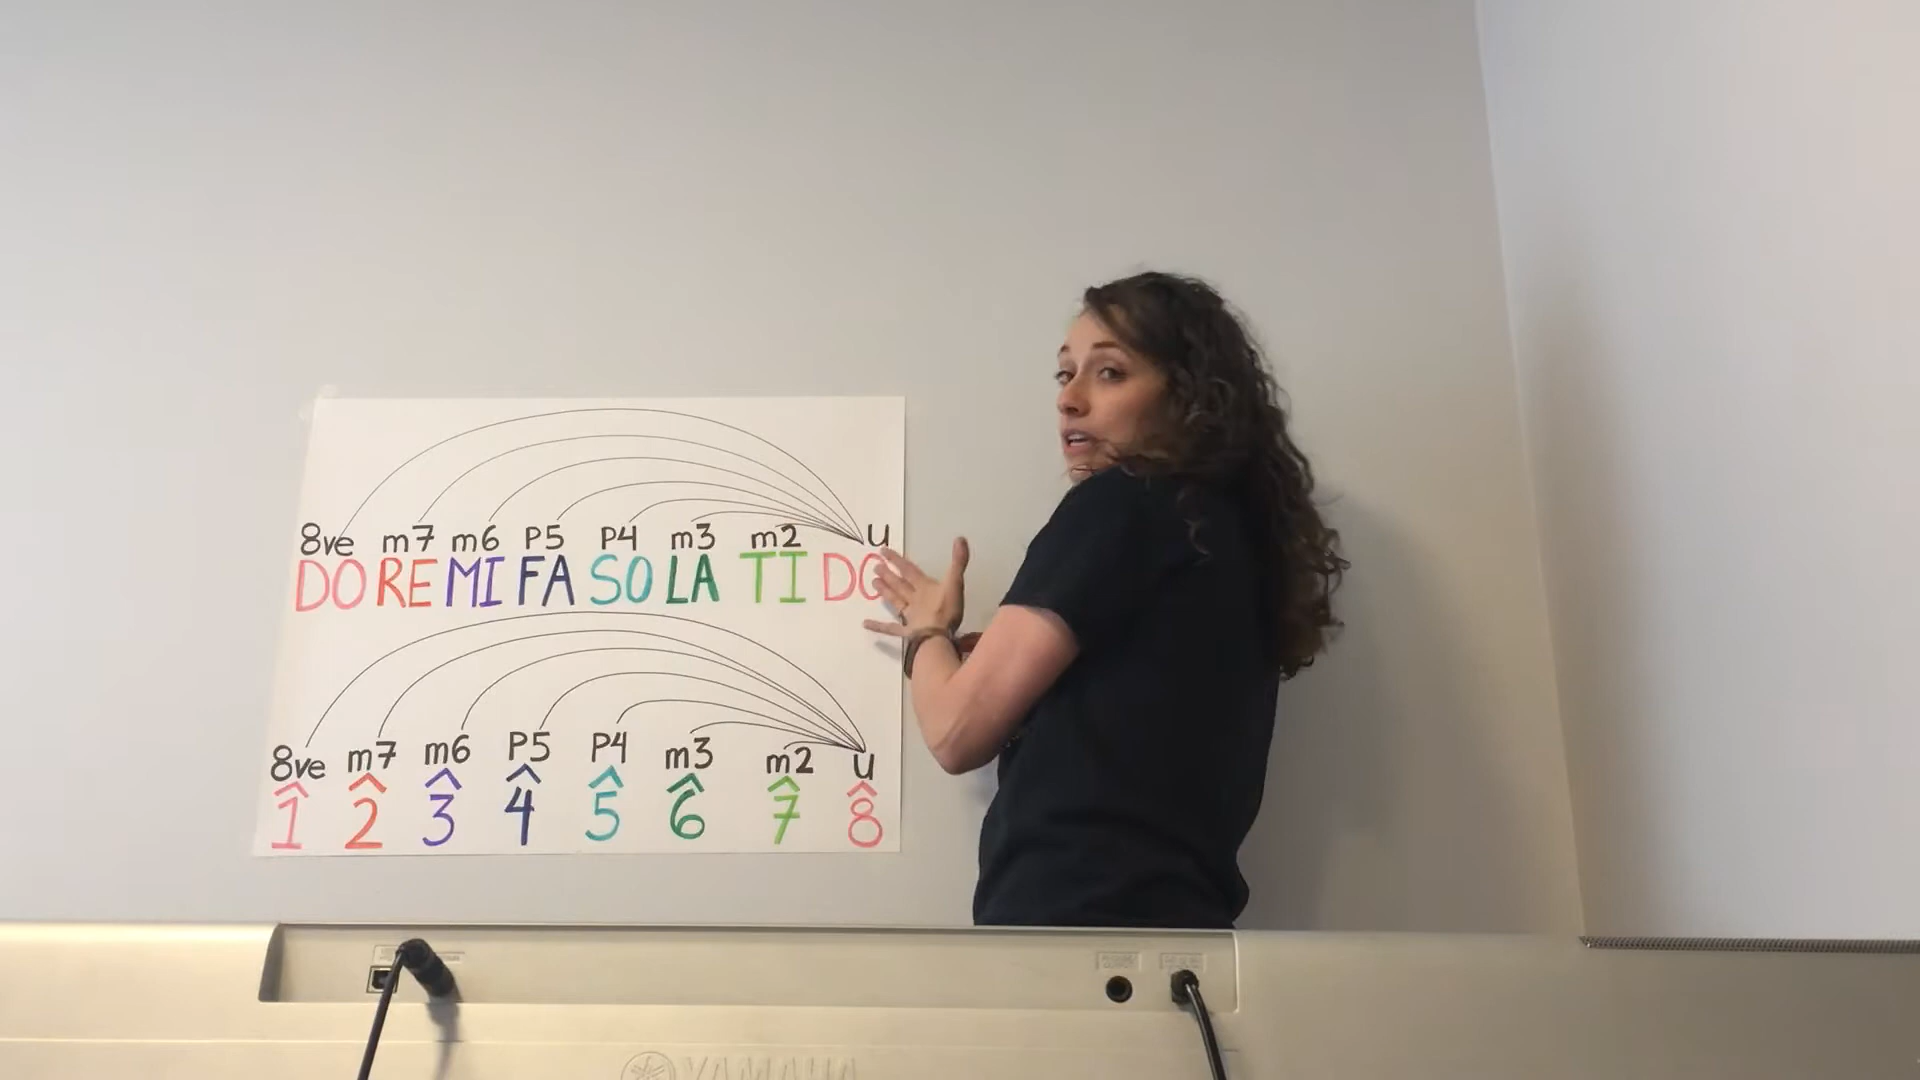 8ve m7 m6 P5 P4 m3 m2 U
DO RE MI FA SO LA TI DO
8ve m7 m6 P5 P4 m3 m2 U
1̂ 2̂ 3̂ 4̂ 5̂ 6̂ 7̂ 8̂
YAMAHA